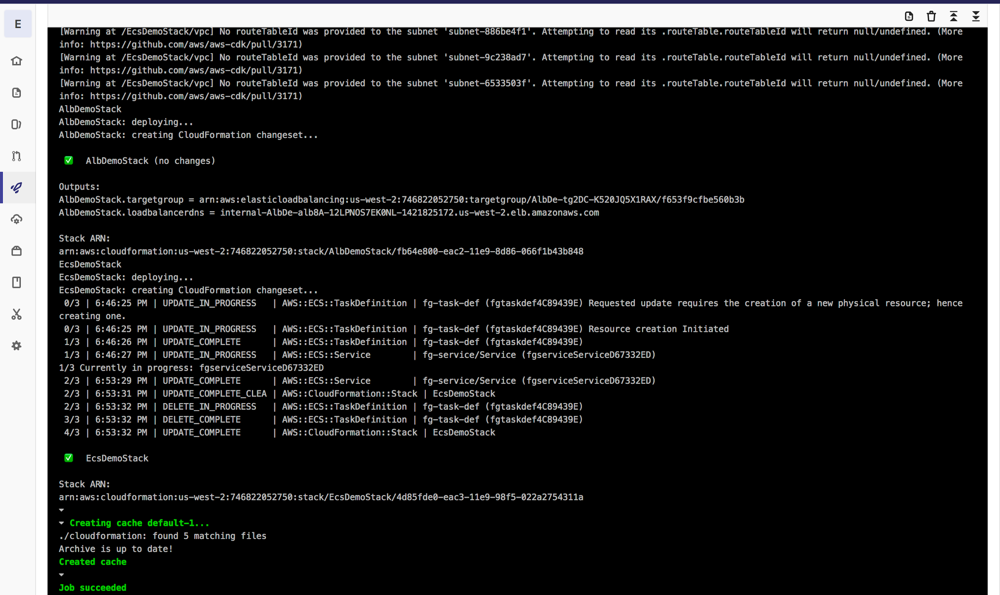 E
[Warning at /EcsDemoStack/vpc] No routeTableId was provided to the subnet 'subnet-886be4f1'. Attempting to read its .routeTable.routeTableId will return null/undefined. (More
info: https://github.com/aws/aws-cdk/pull/3171)
[Warning at /EcsDemoStack/vpc] No routeTableId was provided to the subnet 'subnet-9c238ad7'. Attempting to read its .routeTable.routeTableId will return null/undefined. (More
info: https://github.com/aws/aws-cdk/pull/3171)
[Warning at /EcsDemoStack/vpc] No routeTableId was provided to the subnet 'subnet-6533503f'. Attempting to read its .routeTable.routeTableId will return null/undefined. (More
info: https://github.com/aws/aws-cdk/pull/3171)
AlbDemoStack
AlbDemoStack: deploying...
AlbDemoStack: creating CloudFormation changeset...
✅ AlbDemoStack (no changes)
Outputs:
AlbDemoStack.targetgroup = arn:aws:elasticloadbalancing:us-west-2:746822052750:targetgroup/AlbDe-tg2DC-K520JQ5X1RAX/f653f9cfbe560b3b
AlbDemoStack.loadbalancerdns = internal-AlbDe-alb8A-12LPNOS7EK0NL-1421825172.us-west-2.elb.amazonaws.com
Stack ARN:
arn:aws:cloudformation:us-west-2:746822052750:stack/AlbDemoStack/fb64e800-eac2-11e9-8d86-066f1b43b848
EcsDemoStack
EcsDemoStack: deploying...
EcsDemoStack: creating CloudFormation changeset...
0/3 | 6:46:25 PM | UPDATE_IN_PROGRESS | AWS::ECS::TaskDefinition | fg-task-def (fgtaskdef4C89439E) Requested update requires the creation of a new physical resource; hence
creating one.
0/3 | 6:46:25 PM | UPDATE_IN_PROGRESS | AWS::ECS::TaskDefinition | fg-task-def (fgtaskdef4C89439E) Resource creation Initiated
1/3 | 6:46:26 PM | UPDATE_COMPLETE | AWS::ECS::TaskDefinition | fg-task-def (fgtaskdef4C89439E)
1/3 | 6:46:27 PM | UPDATE_IN_PROGRESS | AWS::ECS::Service | fg-service/Service (fgserviceServiceD67332ED)
1/3 Currently in progress: fgserviceServiceD67332ED
2/3 | 6:53:29 PM | UPDATE_COMPLETE | AWS::ECS::Service | fg-service/Service (fgserviceServiceD67332ED)
2/3 | 6:53:31 PM | UPDATE_COMPLETE_CLEA | AWS::CloudFormation::Stack | EcsDemoStack
2/3 | 6:53:32 PM | DELETE_IN_PROGRESS | AWS::ECS::TaskDefinition | fg-task-def (fgtaskdef4C89439E)
3/3 | 6:53:32 PM | DELETE_COMPLETE | AWS::ECS::TaskDefinition | fg-task-def (fgtaskdef4C89439E)
4/3 | 6:53:32 PM | UPDATE_COMPLETE | AWS::CloudFormation::Stack | EcsDemoStack
✅ EcsDemoStack
Stack ARN:
arn:aws:cloudformation:us-west-2:746822052750:stack/EcsDemoStack/4d85fde0-eac3-11e9-98f5-022a2754311a
Creating cache default-1...
./cloudformation: found 5 matching files
Archive is up to date!
Created cache
Job succeeded